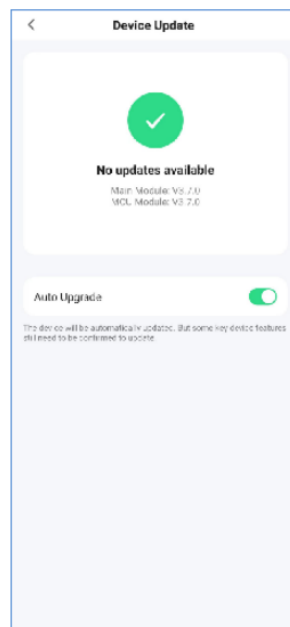 Device Update
No updates available
Main Module: V3.7.0
MCU Module: V3.7.0
Auto Upgrade
The device will be automatically updated. But some key device features
still need to be confirmed to update.